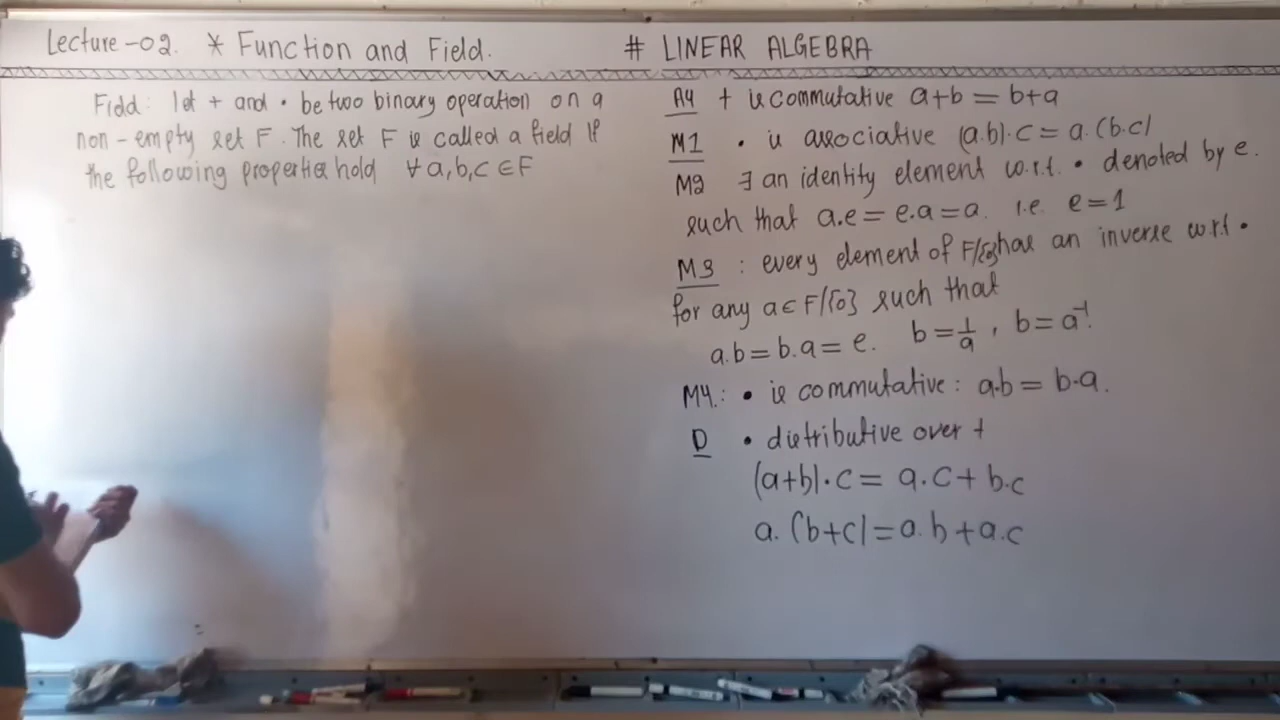 Lecture-02. * Function and Field. # LINEAR ALGEBRA
Field: let + and • be two binary operation on a
non-empty set F. The set F is called a field If
the following properties hold ∀ a,b,c ∈ F
A4 + is commutative a+b = b+a
M1 • is associative (a.b).c = a.(b.c)
M2 ∃ an identity element w.r.t. • denoted by e.
such that a.e = e.a = a. i.e. e=1
M3 : every element of F/{0} has an inverse w.r.t •
for any a ∈ F/{0} such that
a.b = b.a = e. b = 1/a , b = a⁻¹.
M4.: • is commutative: a.b = b.a.
D • distributive over +
(a+b).c = a.c + b.c
a.(b+c) = a.b + a.c